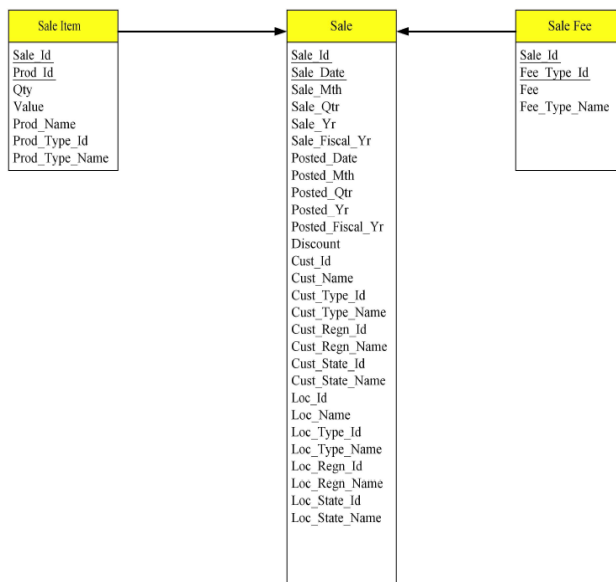 Sale Item
Sale_Id
Prod_Id
Qty
Value
Prod_Name
Prod_Type_Id
Prod_Type_Name
Sale
Sale_Id
Sale_Date
Sale_Mth
Sale_Qtr
Sale_Yr
Sale_Fiscal_Yr
Posted_Date
Posted_Mth
Posted_Qtr
Posted_Yr
Posted_Fiscal_Yr
Discount
Cust_Id
Cust_Name
Cust_Type_Id
Cust_Type_Name
Cust_Regn_Id
Cust_Regn_Name
Cust_State_Id
Cust_State_Name
Loc_Id
Loc_Name
Loc_Type_Id
Loc_Type_Name
Loc_Regn_Id
Loc_Regn_Name
Loc_State_Id
Loc_State_Name
Sale Fee
Sale_Id
Fee_Type_Id
Fee
Fee_Type_Name